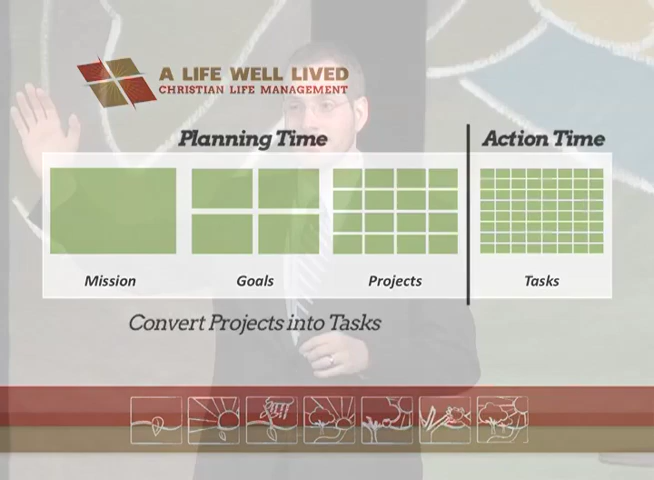 A LIFE WELL LIVED
CHRISTIAN LIFE MANAGEMENT
Planning Time
Action Time
Mission
Goals
Projects
Tasks
Convert Projects into Tasks